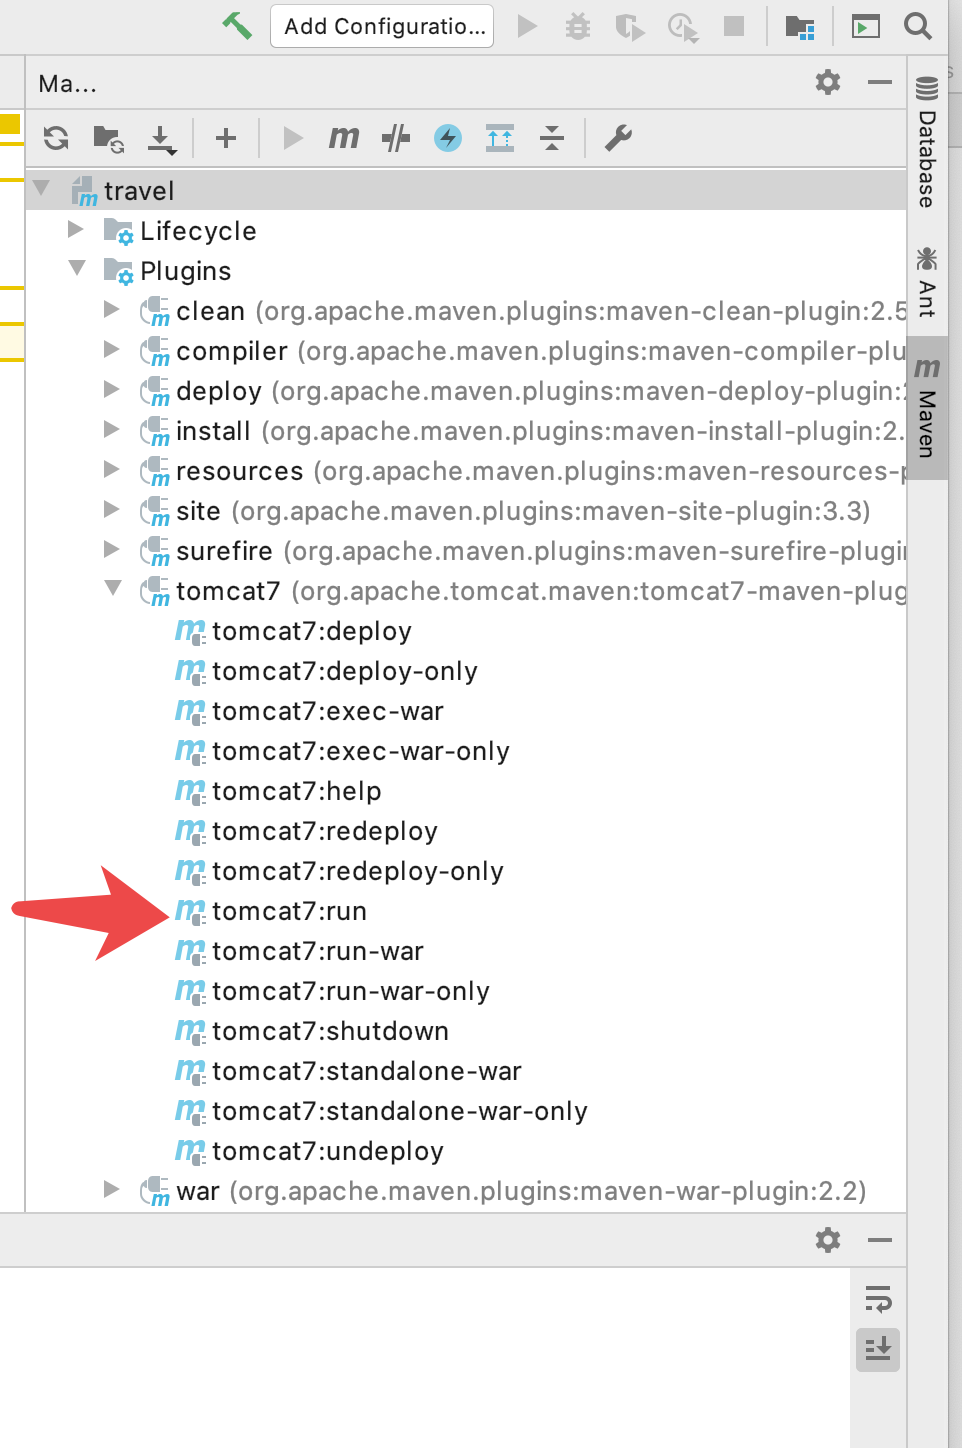 Add Configuratio...
Ma...
travel
Lifecycle
Plugins
clean (org.apache.maven.plugins:maven-clean-plugin:2.5
compiler (org.apache.maven.plugins:maven-compiler-plu
deploy (org.apache.maven.plugins:maven-deploy-plugin:2
install (org.apache.maven.plugins:maven-install-plugin:2.
resources (org.apache.maven.plugins:maven-resources-p
site (org.apache.maven.plugins:maven-site-plugin:3.3)
surefire (org.apache.maven.plugins:maven-surefire-plugin
tomcat7 (org.apache.tomcat.maven:tomcat7-maven-plug
tomcat7:deploy
tomcat7:deploy-only
tomcat7:exec-war
tomcat7:exec-war-only
tomcat7:help
tomcat7:redeploy
tomcat7:redeploy-only
tomcat7:run
tomcat7:run-war
tomcat7:run-war-only
tomcat7:shutdown
tomcat7:standalone-war
tomcat7:standalone-war-only
tomcat7:undeploy
war (org.apache.maven.plugins:maven-war-plugin:2.2)
Database
Ant
Maven